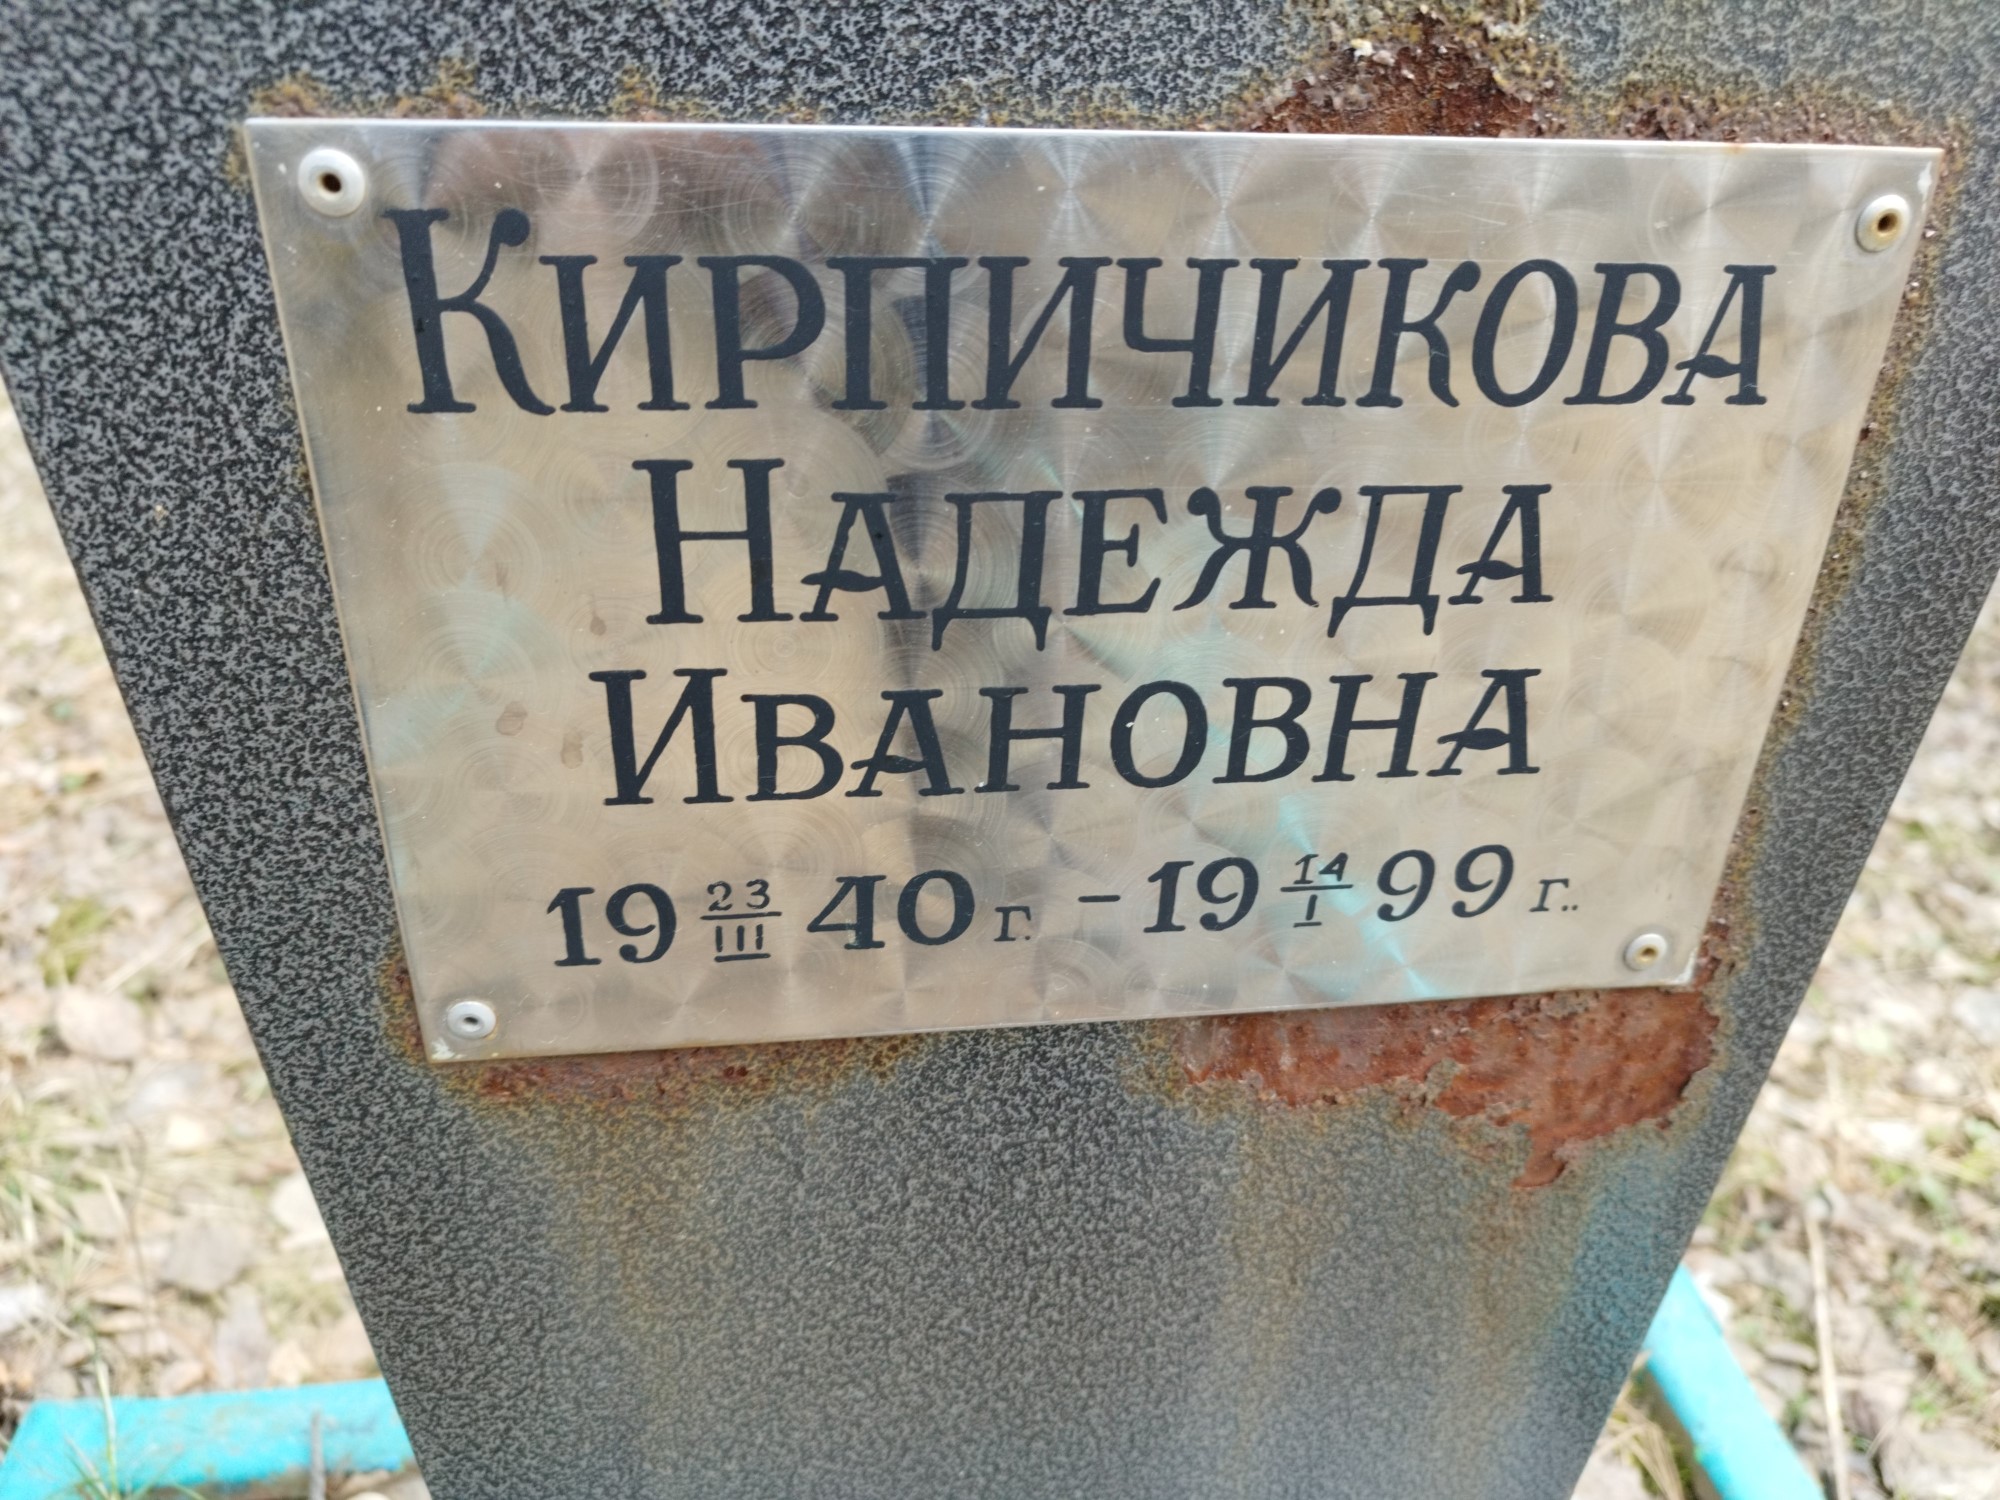 Кирпичикова
Надежда
Ивановна
19 23/III 40 г. - 19 14/I 99 г..